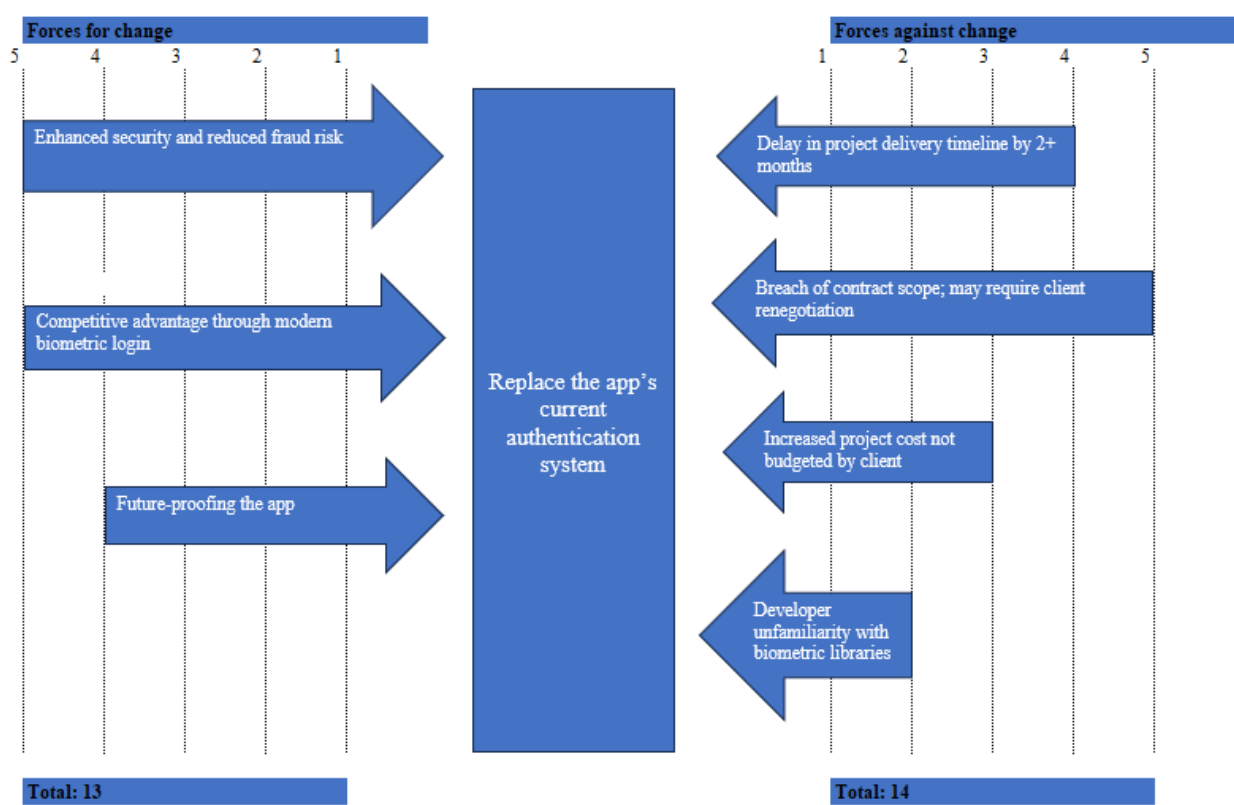 Forces for change
5 4 3 2 1
Enhanced security and reduced fraud risk
Competitive advantage through modern
biometric login
Future-proofing the app
Total: 13
Replace the app’s
current
authentication
system
Forces against change
1 2 3 4 5
Delay in project delivery timeline by 2+
months
Breach of contract scope; may require client
renegotiation
Increased project cost not
budgeted by client
Developer
unfamiliarity with
biometric libraries
Total: 14